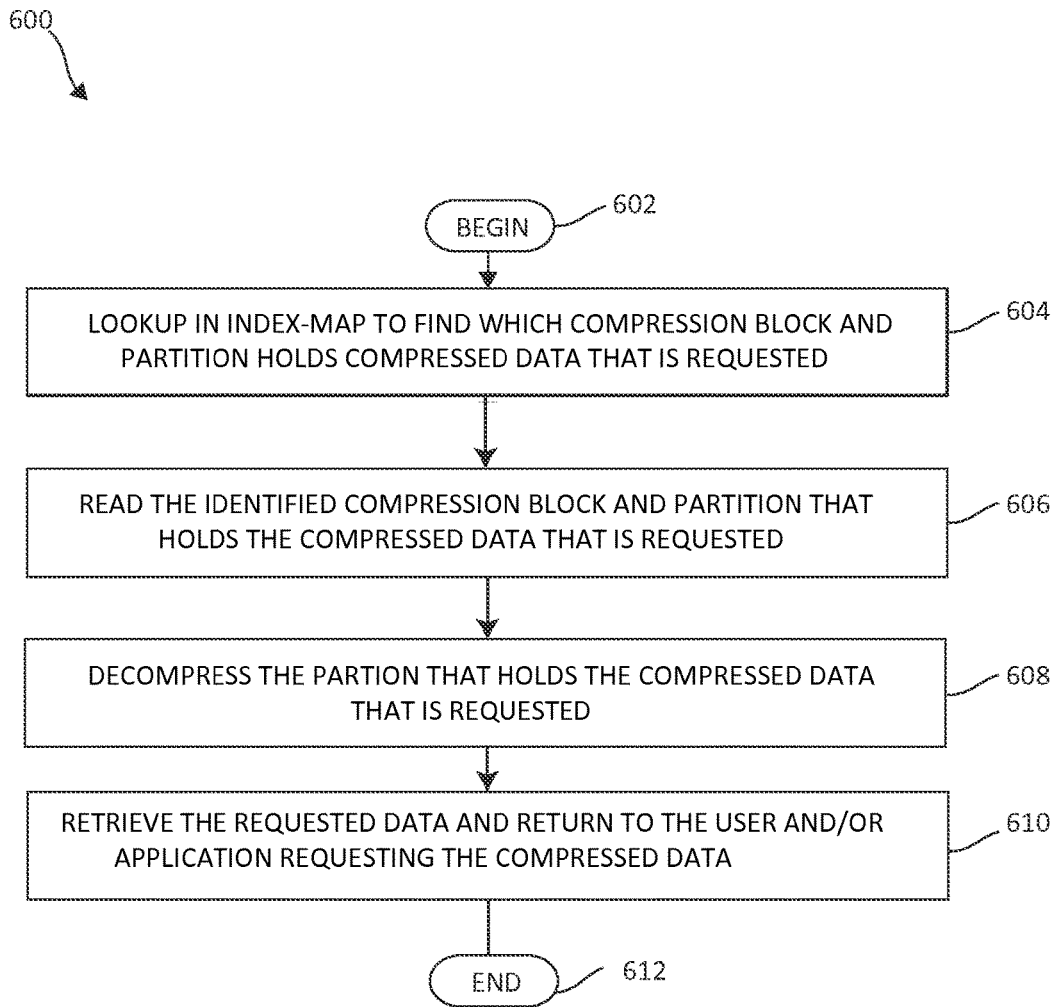 600
BEGIN
602
LOOKUP IN INDEX-MAP TO FIND WHICH COMPRESSION BLOCK AND
PARTITION HOLDS COMPRESSED DATA THAT IS REQUESTED
604
READ THE IDENTIFIED COMPRESSION BLOCK AND PARTITION THAT
HOLDS THE COMPRESSED DATA THAT IS REQUESTED
606
DECOMPRESS THE PARTION THAT HOLDS THE COMPRESSED DATA
THAT IS REQUESTED
608
RETRIEVE THE REQUESTED DATA AND RETURN TO THE USER AND/OR
APPLICATION REQUESTING THE COMPRESSED DATA
610
END
612